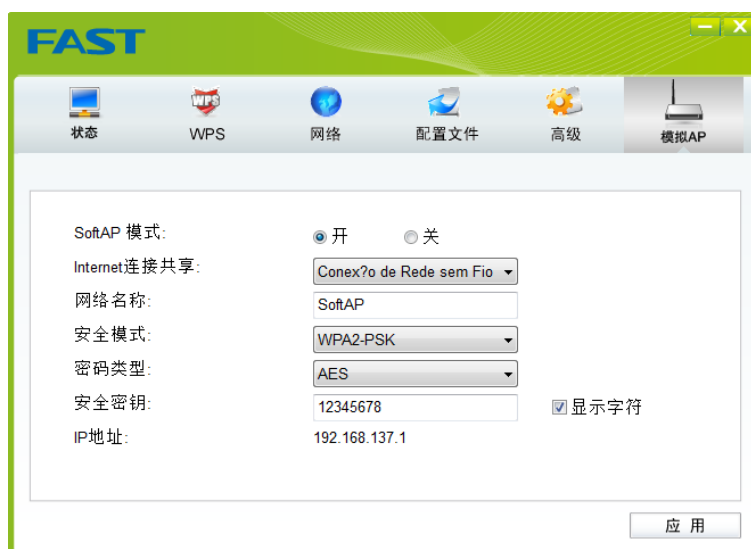 FAST
WPS
状态 WPS 网络 配置文件 高级 模拟AP
SoftAP 模式: 开 关
Internet连接共享: Conex?o de Rede sem Fio
网络名称: SoftAP
安全模式: WPA2-PSK
密码类型: AES
安全密钥: 12345678 显示字符
IP地址: 192.168.137.1
应 用